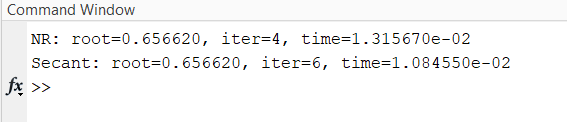 Command Window
NR: root=0.656620, iter=4, time=1.315670e-02
Secant: root=0.656620, iter=6, time=1.084550e-02
fx >>